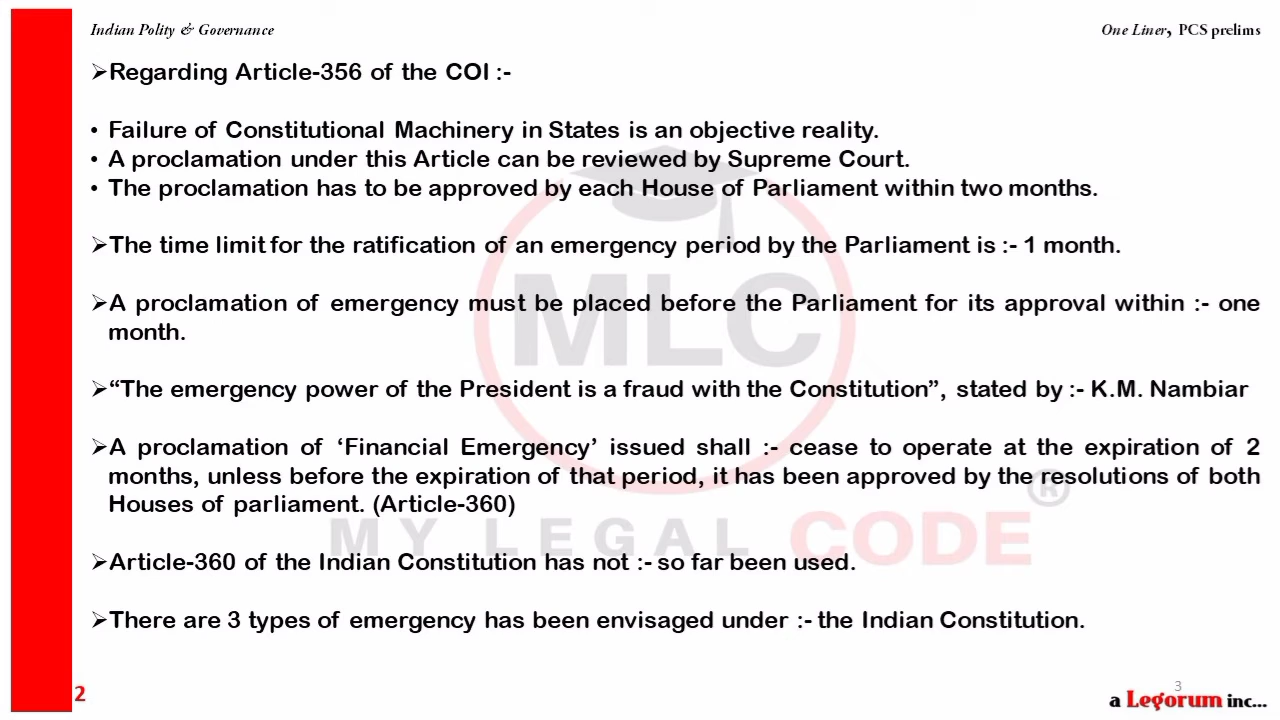 Indian Polity & Governance
One Liner, PCS prelims
➢Regarding Article-356 of the COI :-
• Failure of Constitutional Machinery in States is an objective reality.
• A proclamation under this Article can be reviewed by Supreme Court.
• The proclamation has to be approved by each House of Parliament within two months.
➢The time limit for the ratification of an emergency period by the Parliament is :- 1 month.
➢A proclamation of emergency must be placed before the Parliament for its approval within :- one
month.
➢“The emergency power of the President is a fraud with the Constitution”, stated by :- K.M. Nambiar
➢A proclamation of ‘Financial Emergency’ issued shall :- cease to operate at the expiration of 2
months, unless before the expiration of that period, it has been approved by the resolutions of both
Houses of parliament. (Article-360)
➢Article-360 of the Indian Constitution has not :- so far been used.
➢There are 3 types of emergency has been envisaged under :- the Indian Constitution.
MLC
MY LEGAL CODE®
2
3
a Legorum inc...